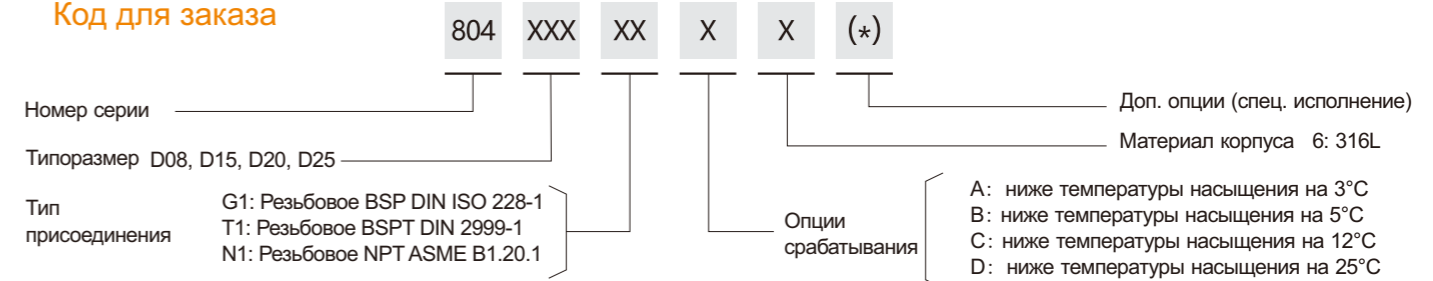 Код для заказа
804 XXX XX X X (*)
Номер серии
Доп. опции (спец. исполнение)
Материал корпуса 6: 316L
Типоразмер D08, D15, D20, D25
Тип
присоединения
G1: Резьбовое BSP DIN ISO 228-1
T1: Резьбовое BSPT DIN 2999-1
N1: Резьбовое NPT ASME B1.20.1
Опции
срабатывания
A: ниже температуры насыщения на 3°C
B: ниже температуры насыщения на 5°C
C: ниже температуры насыщения на 12°C
D: ниже температуры насыщения на 25°C